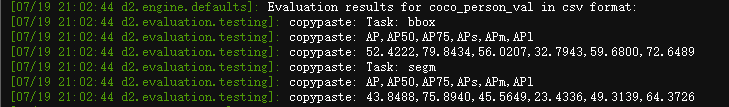 [07/19 21:02:44 d2.engine.defaults]: Evaluation results for coco_person_val in csv format:
[07/19 21:02:44 d2.evaluation.testing]: copypaste: Task: bbox
[07/19 21:02:44 d2.evaluation.testing]: copypaste: AP,AP50,AP75,APs,APm,APl
[07/19 21:02:44 d2.evaluation.testing]: copypaste: 52.4222,79.8434,56.0207,32.7943,59.6800,72.6489
[07/19 21:02:44 d2.evaluation.testing]: copypaste: Task: segm
[07/19 21:02:44 d2.evaluation.testing]: copypaste: AP,AP50,AP75,APs,APm,APl
[07/19 21:02:44 d2.evaluation.testing]: copypaste: 43.8488,75.8940,45.5649,23.4336,49.3139,64.3726